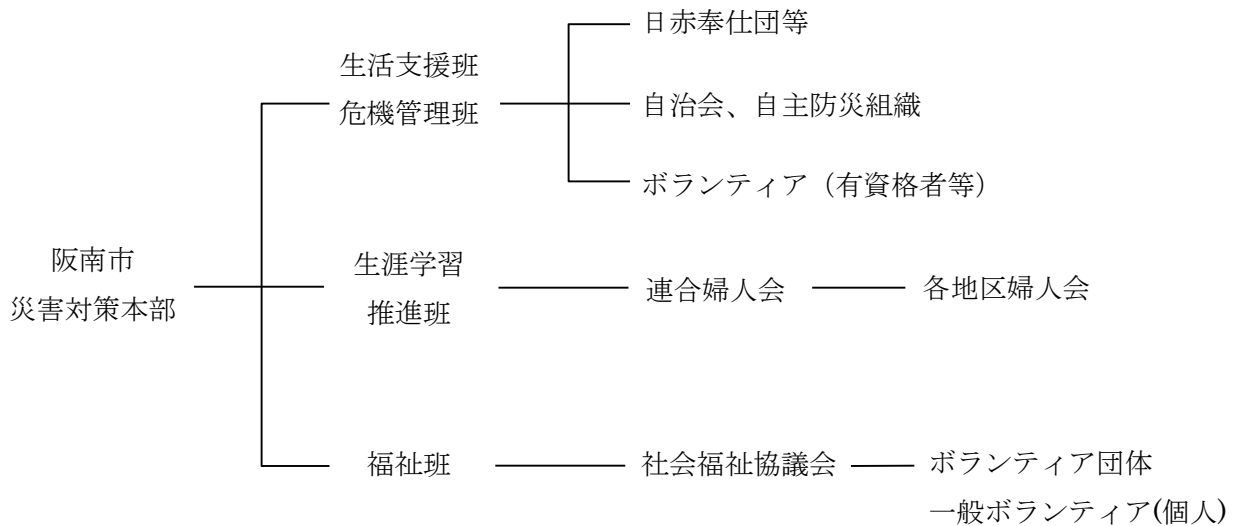 日赤奉仕団等
生活支援班
危機管理班
自治会、自主防災組織
ボランティア（有資格者等）
阪南市
災害対策本部
生涯学習
推進班
連合婦人会
各地区婦人会
福祉班
社会福祉協議会
ボランティア団体
一般ボランティア(個人)